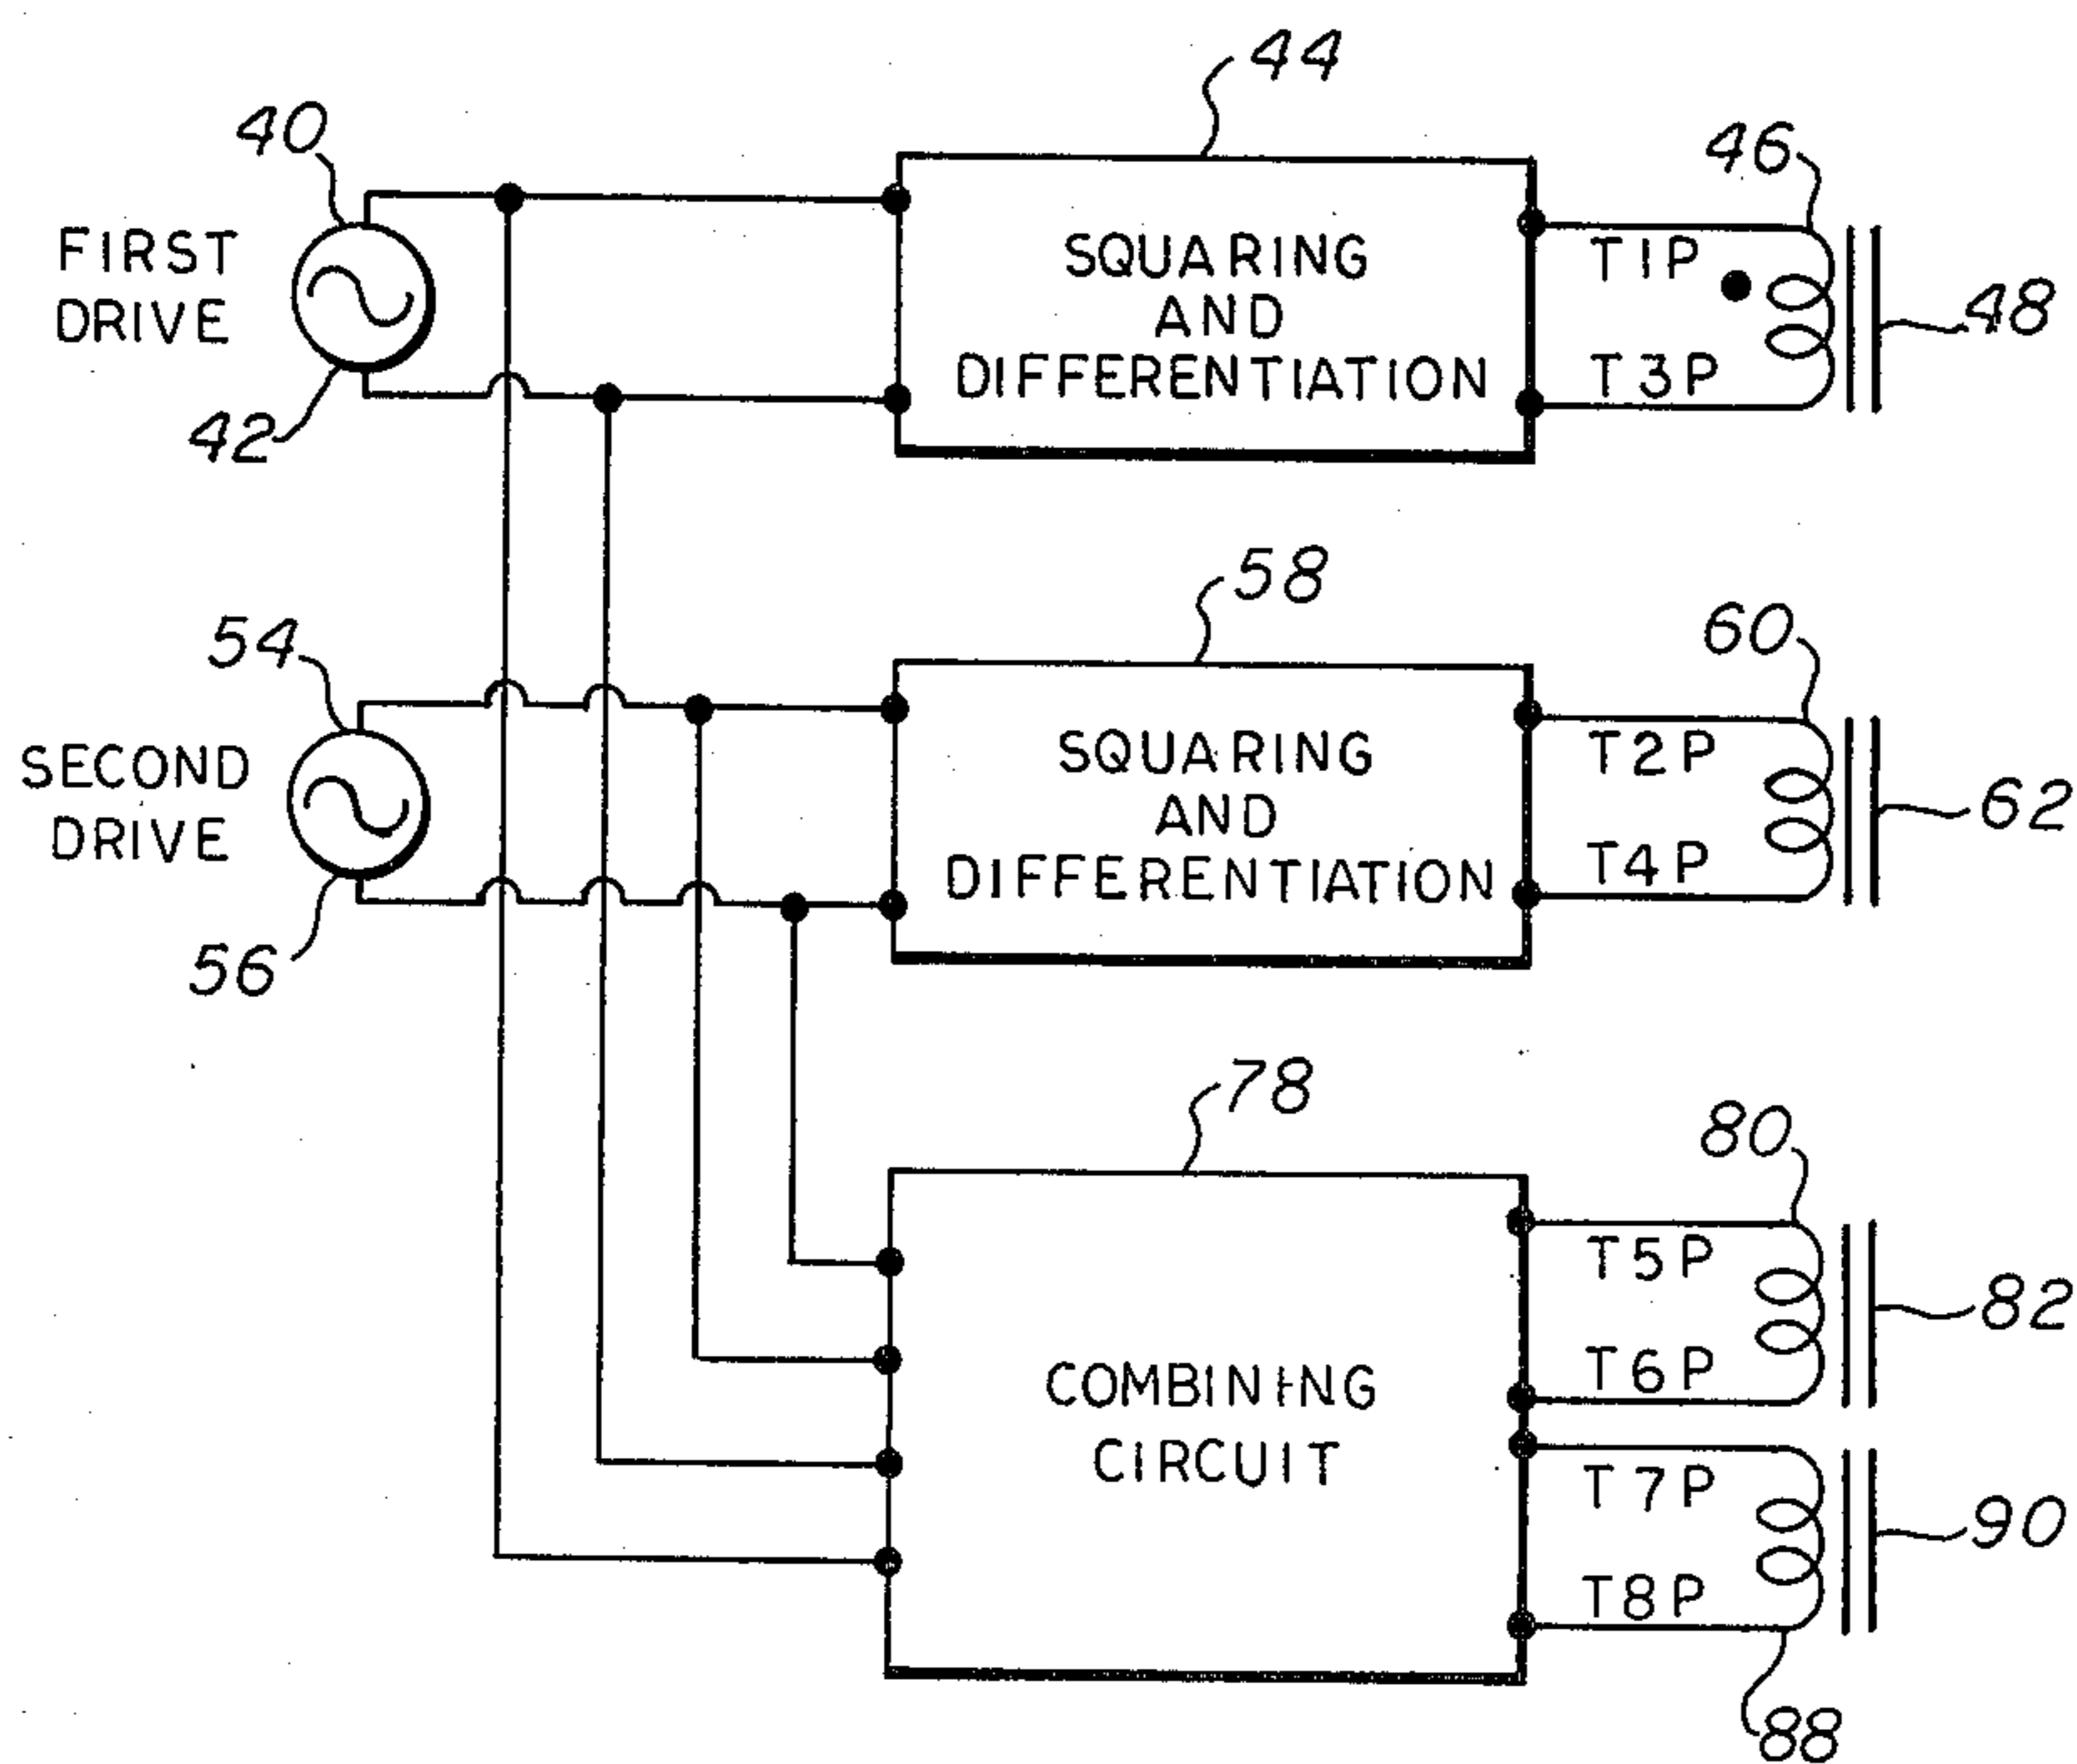 44
40
46
FIRST
DRIVE
SQUARING
AND
DIFFERENTIATION
T1P
T3P
48
42
58
54
60
SECOND
DRIVE
SQUARING
AND
DIFFERENTIATION
T2P
T4P
62
56
78
80
COMBINING
CIRCUIT
T5P
T6P
82
T7P
T8P
90
88